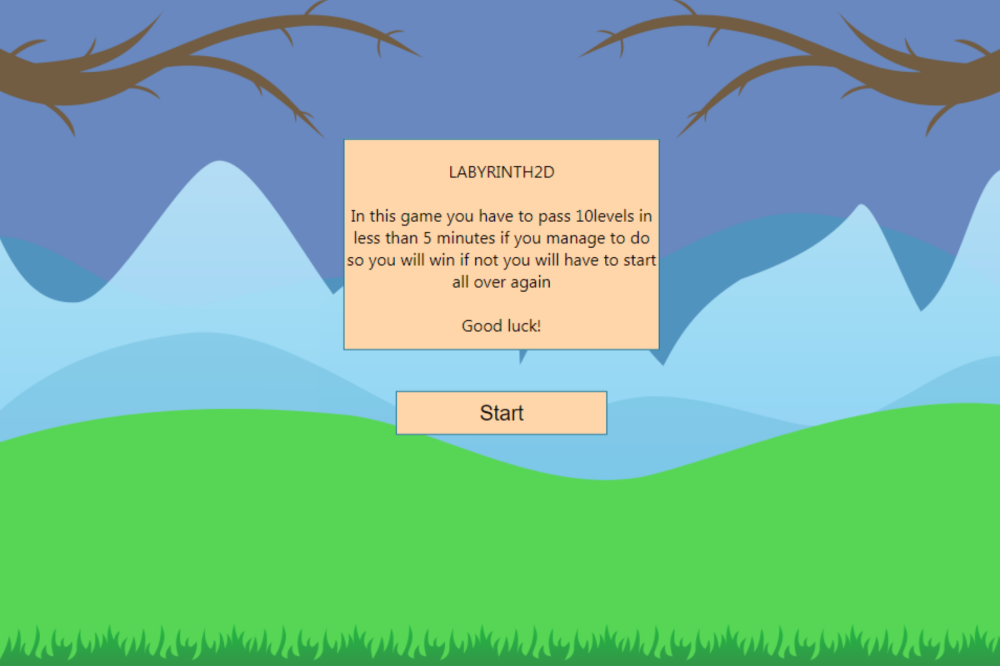 LABYRINTH2D
In this game you have to pass 10levels in
less than 5 minutes if you manage to do
so you will win if not you will have to start
all over again
Good luck!
Start